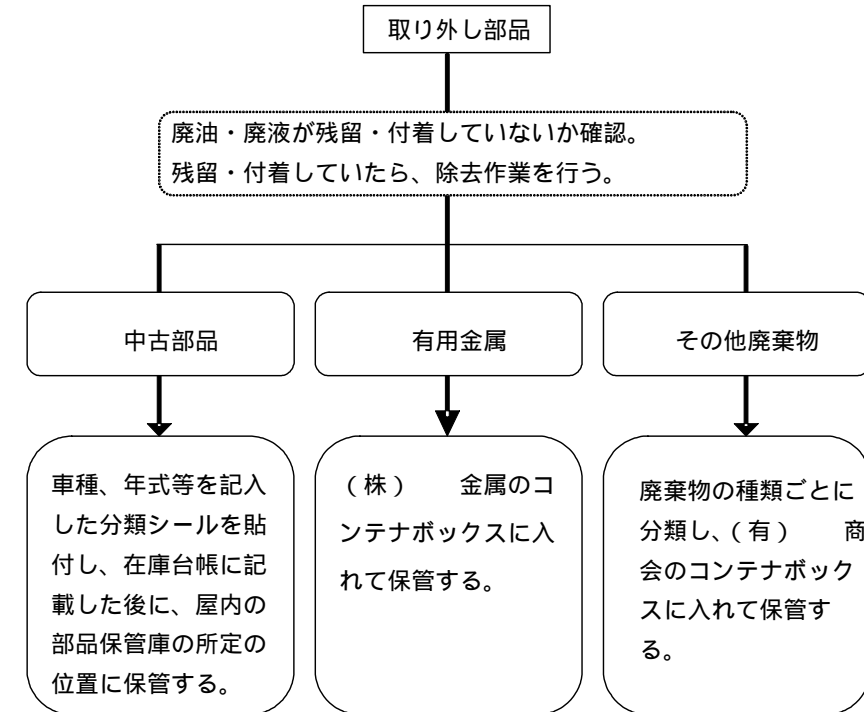 取り外し部品
廃油・廃液が残留・付着していないか確認。
残留・付着していたら、除去作業を行う。
中古部品
有用金属
その他廃棄物
車種、年式等を記入
した分類シールを貼
付し、在庫台帳に記
載した後に、屋内の
部品保管庫の所定の
位置に保管する。
(株)　　金属のコ
ンテナボックスに入
れて保管する。
廃棄物の種類ごとに
分類し、(有)　　商
会のコンテナボック
スに入れて保管す
る。